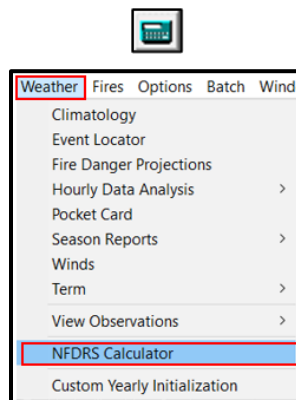 Weather Fires Options Batch Wind
Climatology
Event Locator
Fire Danger Projections
Hourly Data Analysis >
Pocket Card
Season Reports >
Winds
Term >
View Observations >
NFDRS Calculator
Custom Yearly Initialization